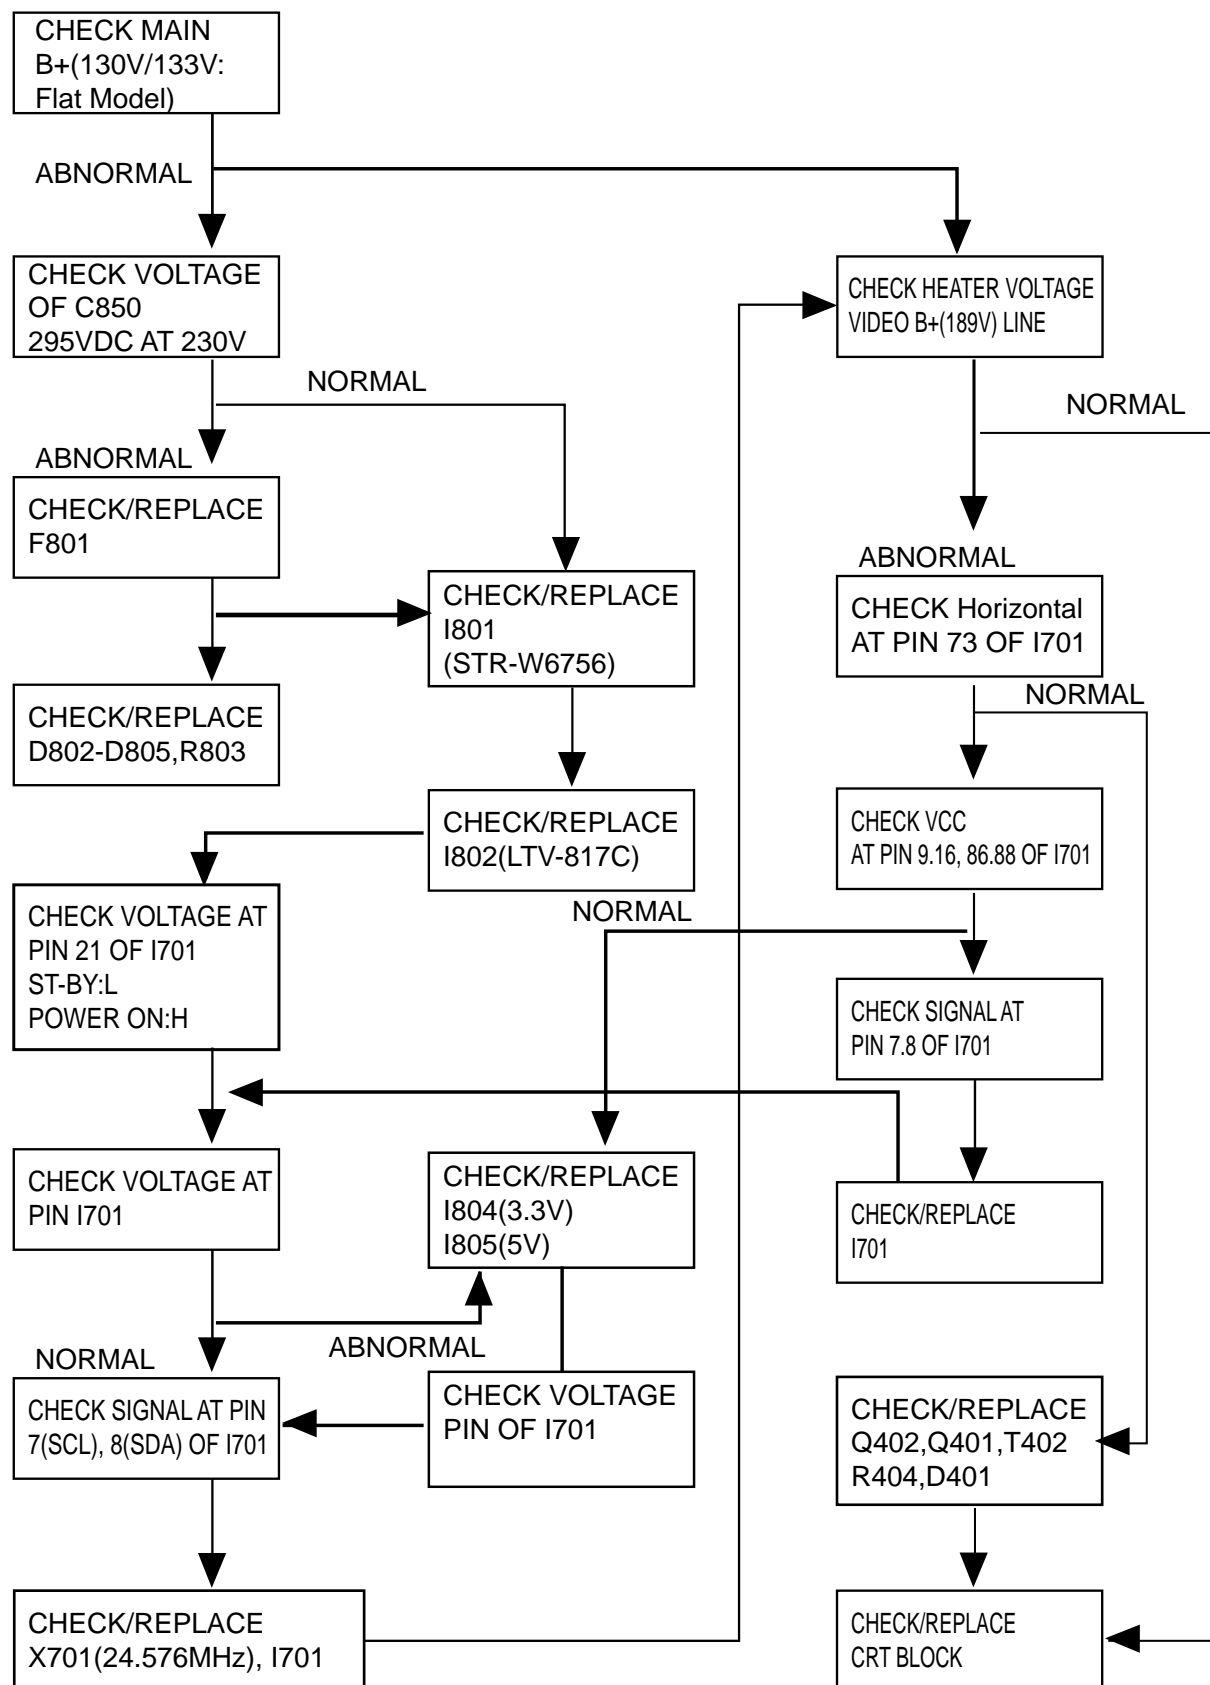 CHECK MAIN
B+(130V/133V:
Flat Model)
ABNORMAL
CHECK VOLTAGE
OF C850
295VDC AT 230V
NORMAL
ABNORMAL
CHECK/REPLACE
F801
CHECK/REPLACE
I801
(STR-W6756)
CHECK/REPLACE
D802-D805,R803
CHECK/REPLACE
I802(LTV-817C)
CHECK VOLTAGE AT
PIN 21 OF I701
ST-BY:L
POWER ON:H
CHECK VOLTAGE AT
PIN I701
NORMAL
CHECK/REPLACE
I804(3.3V)
I805(5V)
ABNORMAL
NORMAL
CHECK SIGNAL AT PIN
7(SCL), 8(SDA) OF I701
CHECK VOLTAGE
PIN OF I701
CHECK/REPLACE
X701(24.576MHz), I701
CHECK HEATER VOLTAGE
VIDEO B+(189V) LINE
NORMAL
ABNORMAL
CHECK Horizontal
AT PIN 73 OF I701
NORMAL
CHECK VCC
AT PIN 9.16, 86.88 OF I701
CHECK SIGNAL AT
PIN 7.8 OF I701
CHECK/REPLACE
I701
CHECK/REPLACE
Q402,Q401,T402
R404,D401
CHECK/REPLACE
CRT BLOCK